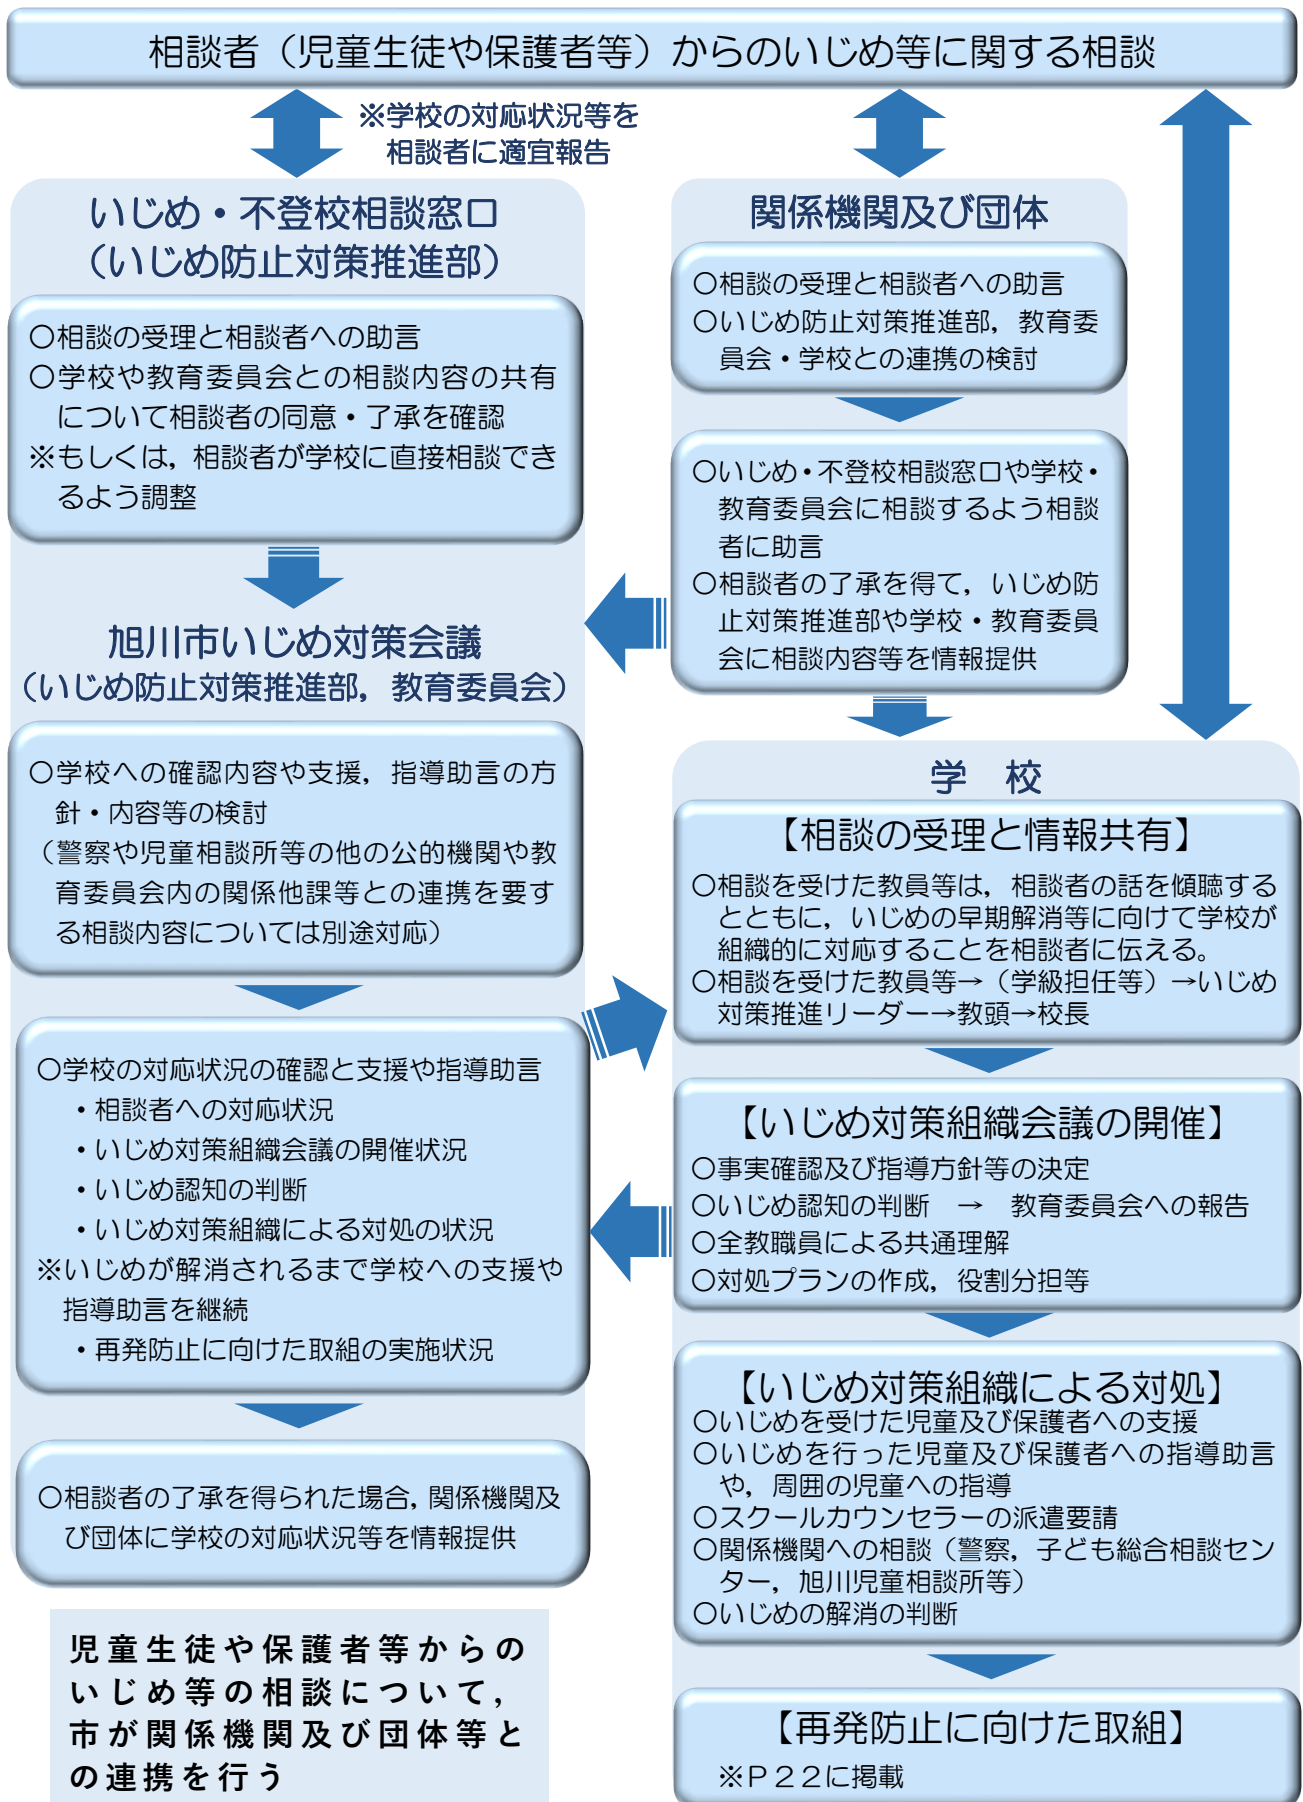 相談者（児童生徒や保護者等）からのいじめ等に関する相談
※学校の対応状況等を
相談者に適宜報告
いじめ・不登校相談窓口
（いじめ防止対策推進部）
○相談の受理と相談者への助言
○学校や教育委員会との相談内容の共有
について相談者の同意・了承を確認
※もしくは，相談者が学校に直接相談でき
るよう調整
旭川市いじめ対策会議
（いじめ防止対策推進部，教育委員会）
○学校への確認内容や支援，指導助言の方
針・内容等の検討
（警察や児童相談所等の他の公的機関や教
育委員会内の関係他課等との連携を要す
る相談内容については別途対応）
○学校の対応状況の確認と支援や指導助言
・相談者への対応状況
・いじめ対策組織会議の開催状況
・いじめ認知の判断
・いじめ対策組織による対処の状況
※いじめが解消されるまで学校への支援や
指導助言を継続
・再発防止に向けた取組の実施状況
○相談者の了承を得られた場合，関係機関及
び団体に学校の対応状況等を情報提供
児童生徒や保護者等からの
いじめ等の相談について，
市が関係機関及び団体等と
の連携を行う
関係機関及び団体
○相談の受理と相談者への助言
○いじめ防止対策推進部，教育委
員会・学校との連携の検討
○いじめ・不登校相談窓口や学校・
教育委員会に相談するよう相談
者に助言
○相談者の了承を得て，いじめ防
止対策推進部や学校・教育委員
会に相談内容等を情報提供
学　校
【相談の受理と情報共有】
○相談を受けた教員等は，相談者の話を傾聴する
とともに，いじめの早期解消等に向けて学校が
組織的に対応することを相談者に伝える。
○相談を受けた教員等→（学級担任等）→いじめ
対策推進リーダー→教頭→校長
【いじめ対策組織会議の開催】
○事実確認及び指導方針等の決定
○いじめ認知の判断　→　教育委員会への報告
○全教職員による共通理解
○対処プランの作成，役割分担等
【いじめ対策組織による対処】
○いじめを受けた児童及び保護者への支援
○いじめを行った児童及び保護者への指導助言
や，周囲の児童への指導
○スクールカウンセラーの派遣要請
○関係機関への相談（警察，子ども総合相談セン
ター，旭川児童相談所等）
○いじめの解消の判断
【再発防止に向けた取組】
※Ｐ２２に掲載